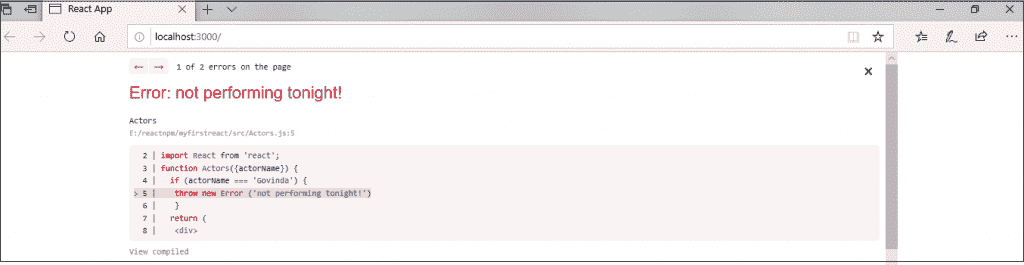 React App
localhost:3000/
1 of 2 errors on the page
Error: not performing tonight!
Actors
E:/reactnpm/myfirstreact/src/Actors.js:5
2 | import React from 'react';
3 | function Actors({actorName}) {
4 | if (actorName === 'Govinda') {
> 5 | throw new Error ('not performing tonight!')
6 | }
7 | return (
8 | <div>
View compiled